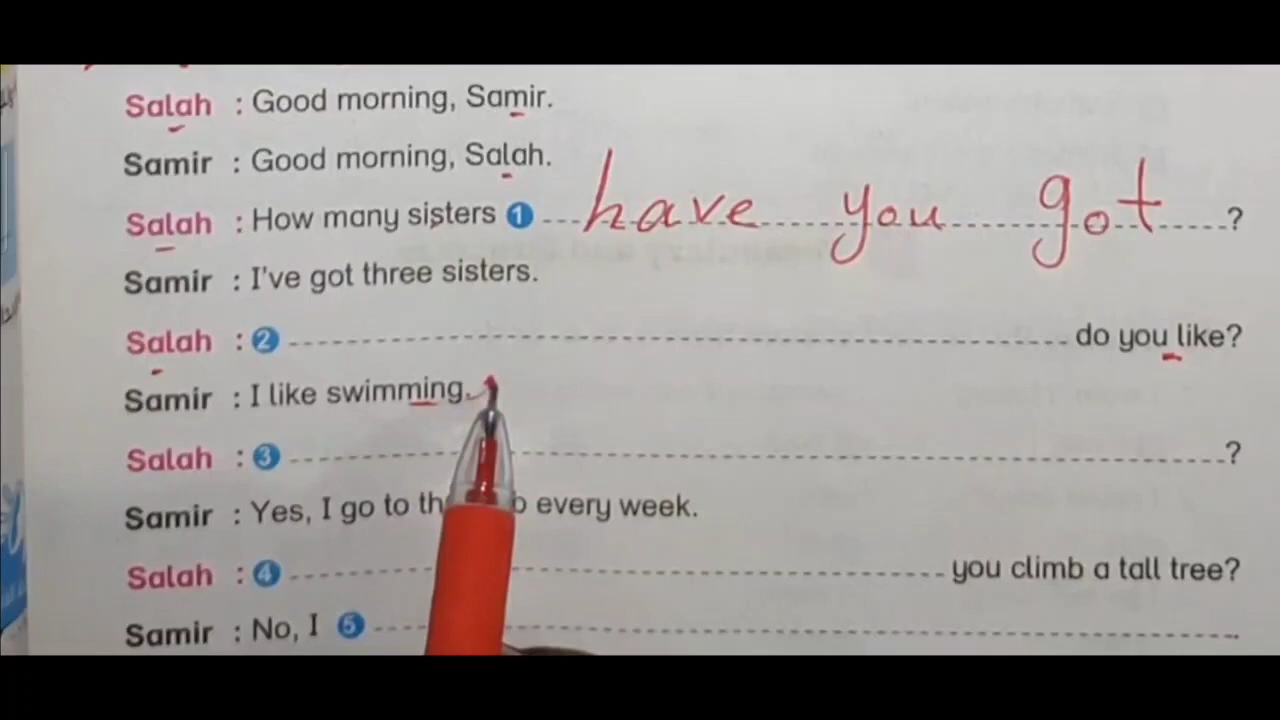 Salah : Good morning, Samir.
Samir : Good morning, Salah.
Salah : How many sisters 1 have you got ?
Samir : I've got three sisters.
Salah : 2 do you like?
Samir : I like swimming.
Salah : 3 ?
Samir : Yes, I go to every week.
Salah : 4 you climb a tall tree?
Samir : No, I 5